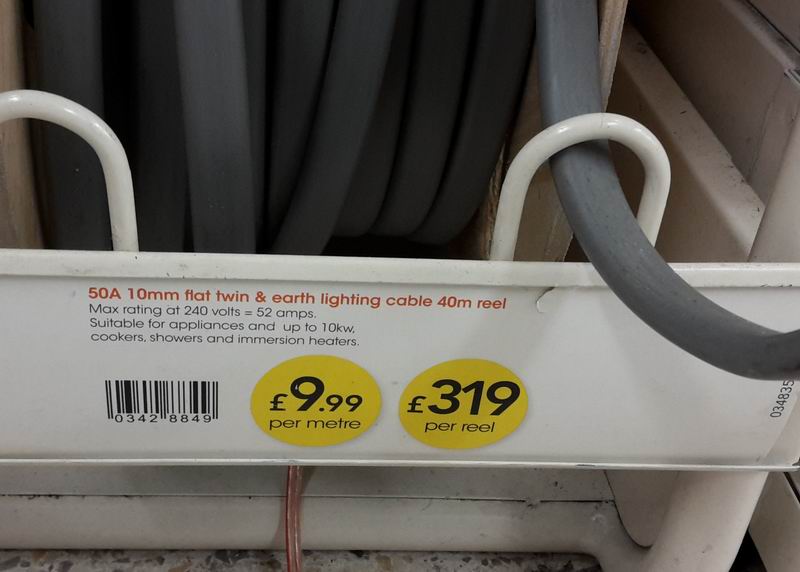 50A 10mm flat twin & earth lighting cable 40m reel
Max rating at 240 volts = 52 amps.
Suitable for appliances and up to 10kw,
cookers, showers and immersion heaters.
0342 8849
£9.99
per metre
£319
per reel
034835